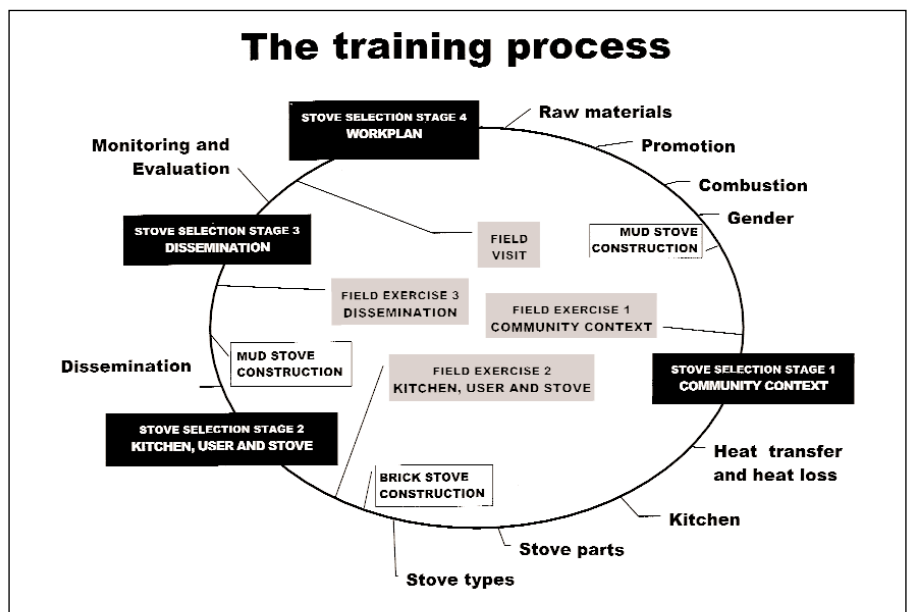 The training process
STOVE SELECTION STAGE 4
WORKPLAN
Raw materials
Promotion
Combustion
Gender
MUD STOVE
CONSTRUCTION
Monitoring and
Evaluation
STOVE SELECTION STAGE 3
DISSEMINATION
FIELD
VISIT
FIELD EXERCISE 3
DISSEMINATION
FIELD EXERCISE 1
COMMUNITY CONTEXT
MUD STOVE
CONSTRUCTION
FIELD EXERCISE 2
KITCHEN, USER AND STOVE
STOVE SELECTION STAGE 1
COMMUNITY CONTEXT
Dissemination
STOVE SELECTION STAGE 2
KITCHEN, USER AND STOVE
Heat transfer
and heat loss
BRICK STOVE
CONSTRUCTION
Kitchen
Stove parts
Stove types